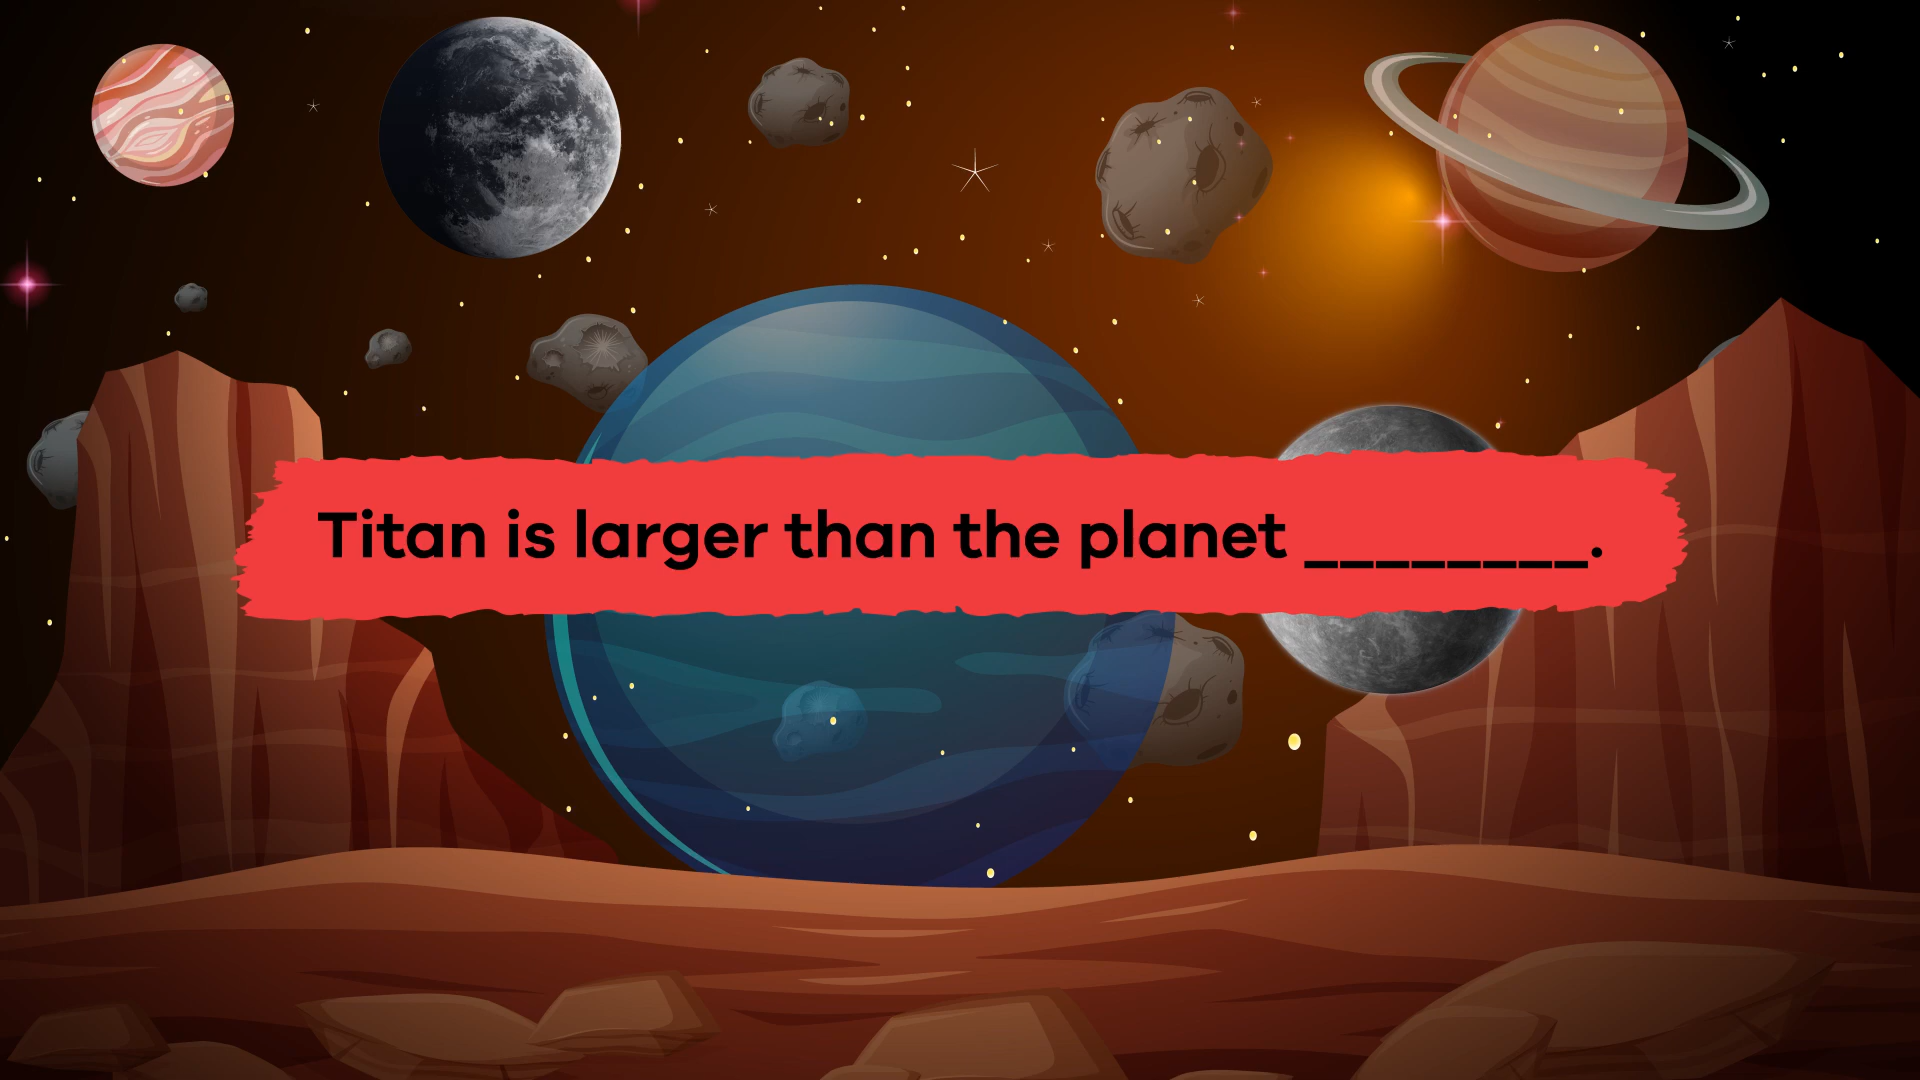 Titan is larger than the planet ________.